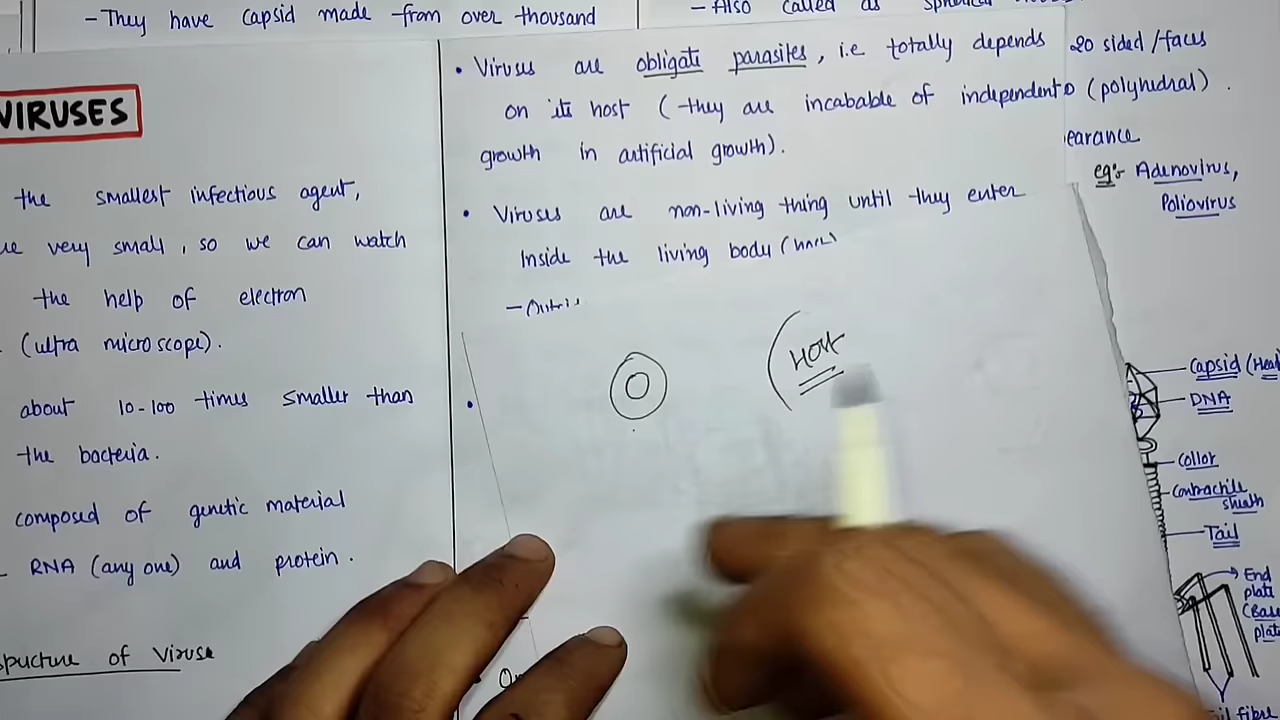 - They have capsid made from over thousand
- Also called as
VIRUSES
the smallest infectious agent,
very small, so we can watch
the help of electron
(ultra microscope).
about 10-100 times smaller than
the bacteria.
composed of genetic material
RNA (any one) and protein.
of Viruse
• Viruses are obligate parasites, i.e totally depends
on its host (they are incabable of independent
growth in artificial growth).
• Viruses are non-living thing until they enter
Inside the living body
HOst
20 sided/faces
(polyhedral).
earance
eg:- Adenovirus,
Poliovirus
Capsid (Head
DNA
Collor
Contractile
sheath
Tail
End
plate
(Base
plate
fibre